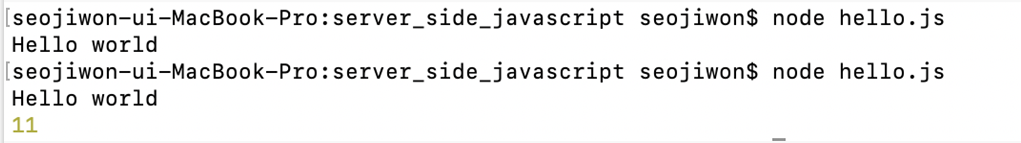 [seojiwon-ui-MacBook-Pro:server_side_javascript seojiwon$ node hello.js
Hello world
[seojiwon-ui-MacBook-Pro:server_side_javascript seojiwon$ node hello.js
Hello world
11